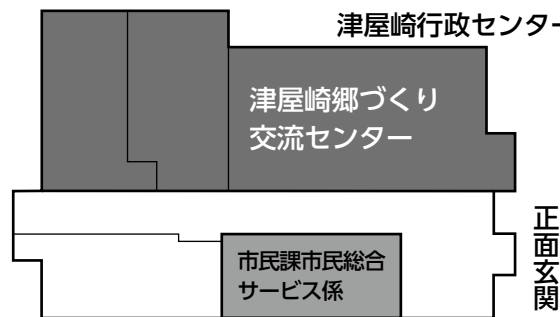 津屋崎行政センター
津屋崎郷づくり
交流センター
正面玄関
市民課市民総合
サービス係